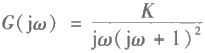 G(jω) = K / jω(jω + 1)²